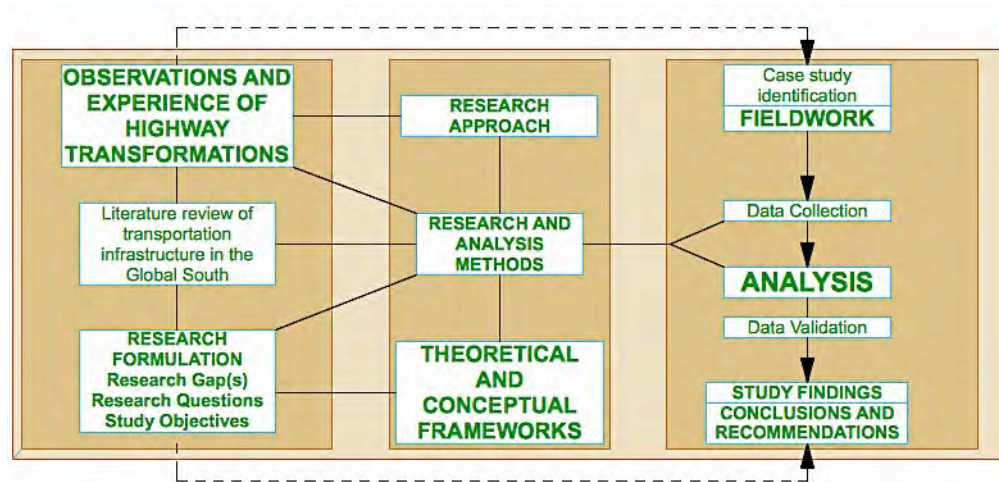 OBSERVATIONS AND
EXPERIENCE OF
HIGHWAY
TRANSFORMATIONS
Literature review of
transportation
infrastructure in the
Global South
RESEARCH
FORMULATION
Research Gap(s)
Research Questions
Study Objectives
RESEARCH
APPROACH
RESEARCH AND
ANALYSIS
METHODS
THEORETICAL
AND
CONCEPTUAL
FRAMEWORKS
Case study
identification
FIELDWORK
Data Collection
ANALYSIS
Data Validation
STUDY FINDINGS
CONCLUSIONS AND
RECOMMENDATIONS